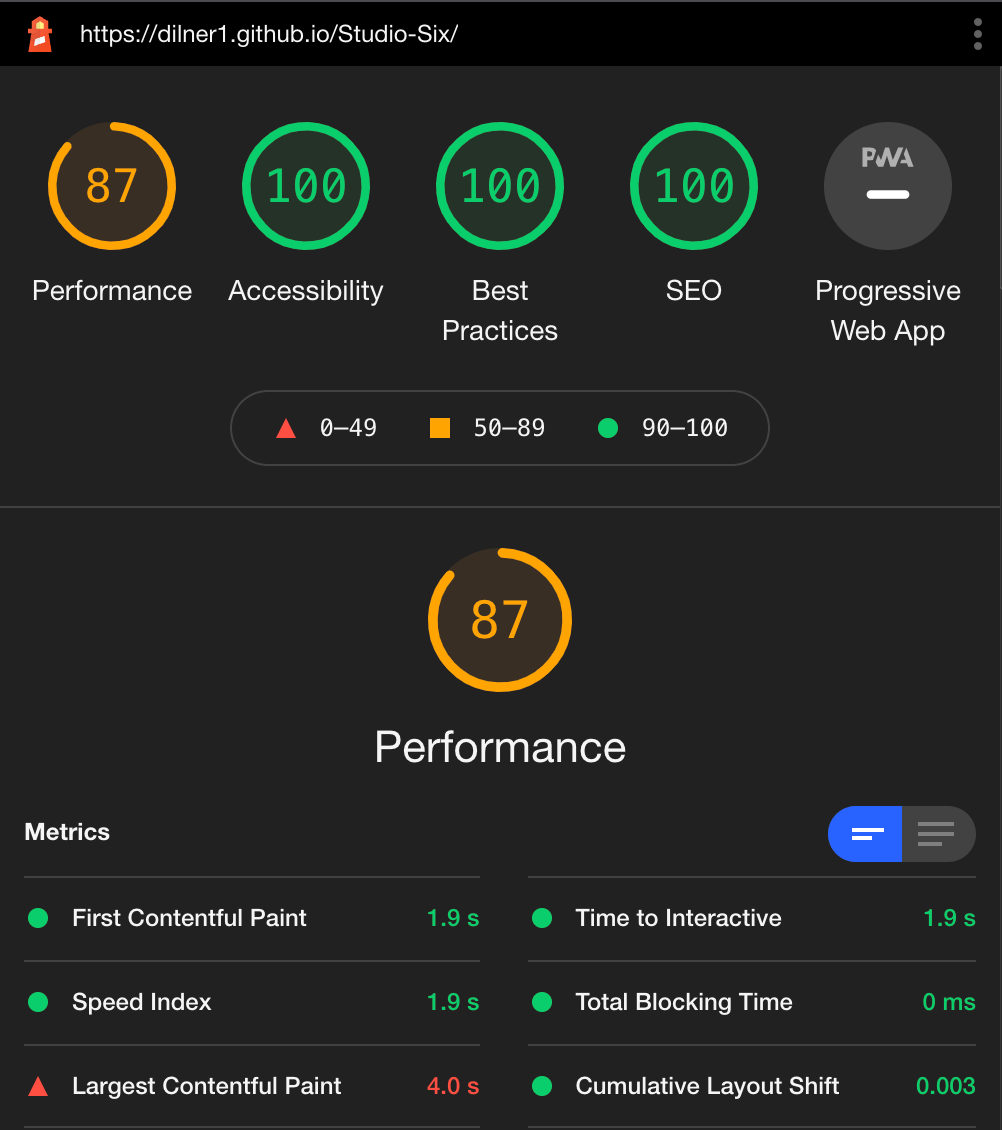 https://dilner1.github.io/Studio-Six/
87 100 100 100 PWA
Performance Accessibility Best Practices SEO Progressive Web App
0–49 50–89 90–100
87
Performance
Metrics
First Contentful Paint 1.9 s
Time to Interactive 1.9 s
Speed Index 1.9 s
Total Blocking Time 0 ms
Largest Contentful Paint 4.0 s
Cumulative Layout Shift 0.003